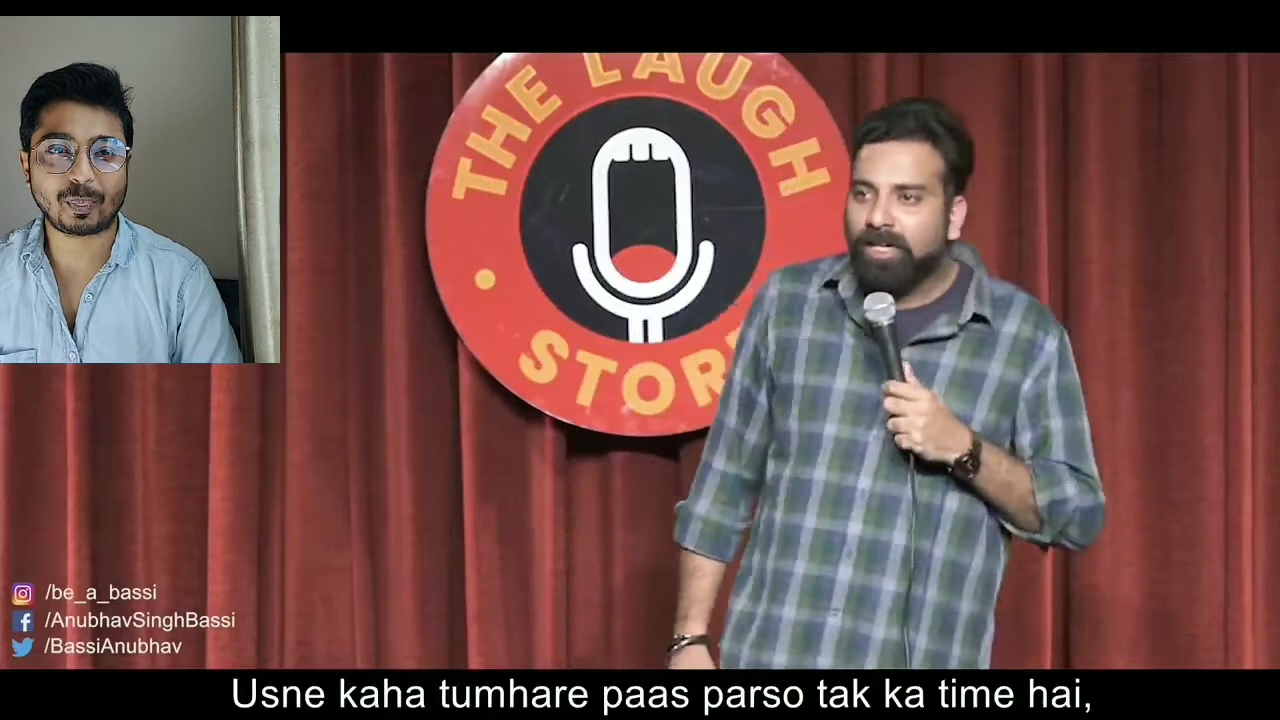 THE LAUGH
STOR
/be_a_bassi
/AnubhavSinghBassi
/BassiAnubhav
Usne kaha tumhare paas parso tak ka time hai,